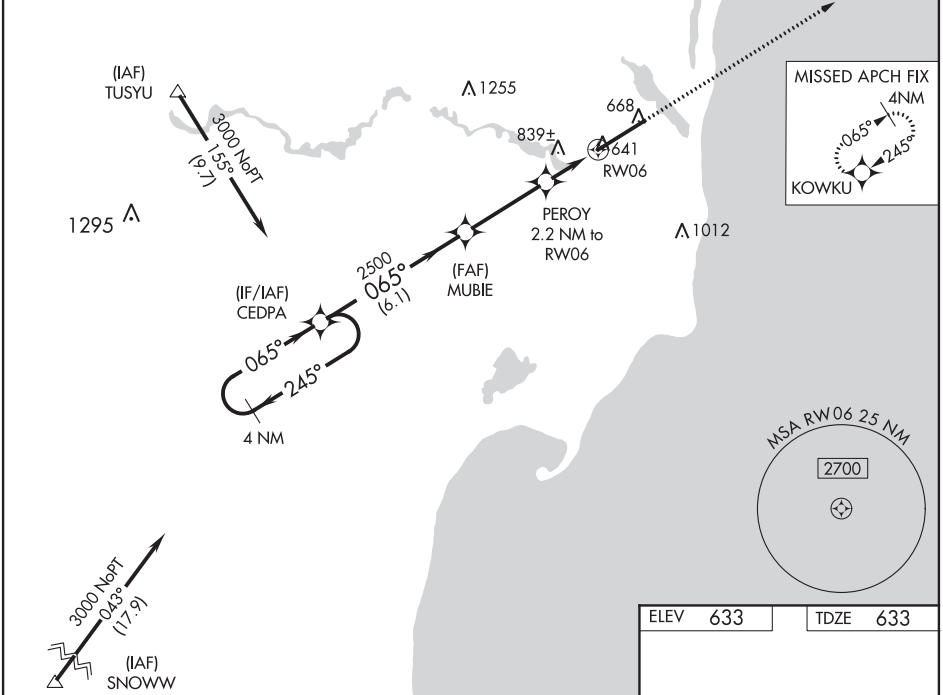 (IAF)
TUSYU
3000 NoPT
155°
(9.7)
1255
668
839±
641
RW06
MISSED APCH FIX
4NM
065°
245°
KOWKU
1295
PEROY
2.2 NM to
RW06
1012
(FAF)
MUBIE
2500
065°
(6.1)
(IF/IAF)
CEDPA
065°
245°
4 NM
MSA RW06 25 NM
2700
3000 NoPT
043°
(17.9)
(IAF)
SNOWW
ELEV 633
TDZE 633